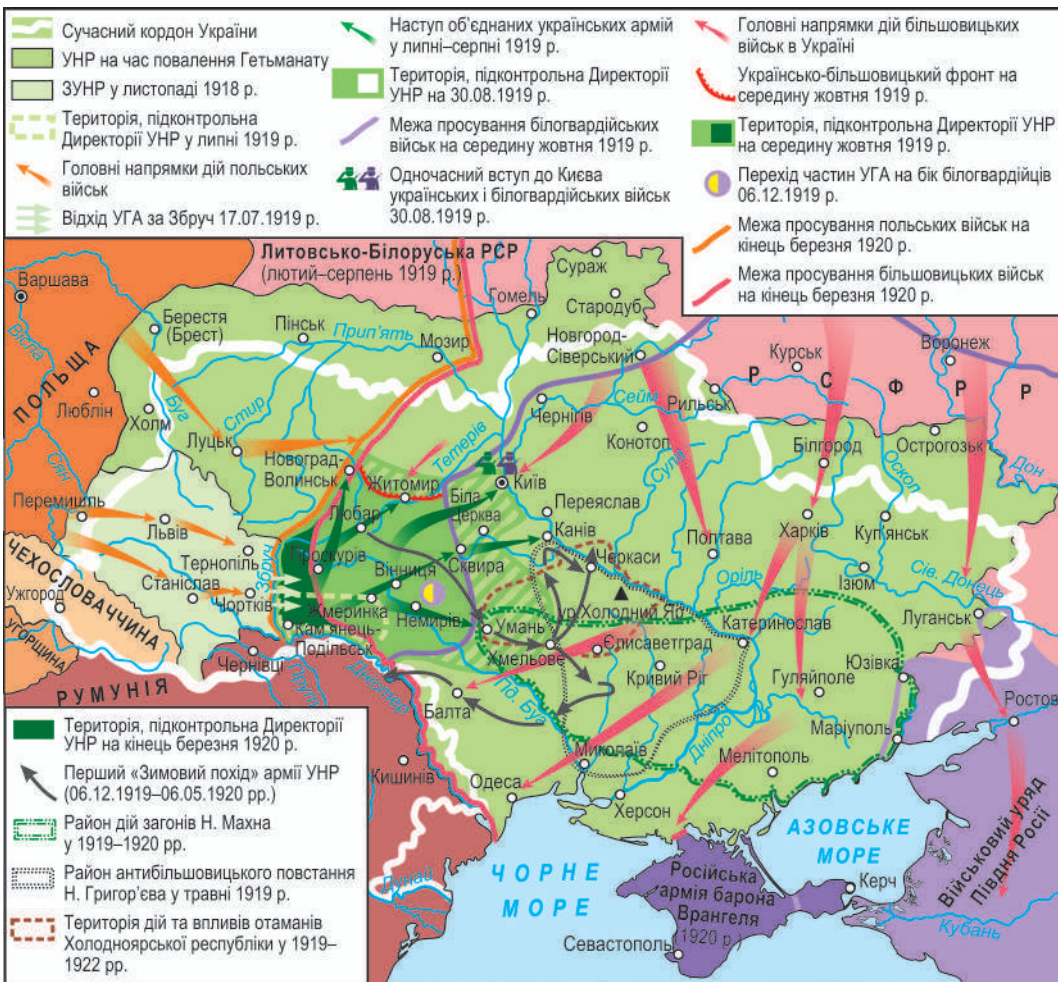 Сучасний кордон України
УНР на час повалення Гетьманату
ЗУНР у листопаді 1918 р.
Територія, підконтрольна
Директорії УНР у липні 1919 р.
Головні напрямки дій польських
військ
Відхід УГА за Збруч 17.07.1919 р.
Наступ об'єднаних українських армій
у липні–серпні 1919 р.
Територія, підконтрольна Директорії
УНР на 30.08.1919 р.
Межа просування білогвардійських
військ на середину жовтня 1919 р.
Одночасний вступ до Києва
українських і білогвардійських військ
30.08.1919 р.
Головні напрямки дій більшовицьких
військ в Україні
Українсько-більшовицький фронт на
середину жовтня 1919 р.
Територія, підконтрольна Директорії УНР
на середину жовтня 1919 р.
Перехід частин УГА на бік білогвардійців
06.12.1919 р.
Межа просування польських військ на
кінець березня 1920 р.
Межа просування більшовицьких військ
на кінець березня 1920 р.
Литовсько-Білоруська РСР
(лютий–серпень 1919 р.)
Сураж
Варшава
Гомель
Стародуб
Берестя
(Брест)
Пінськ
Прип'ять
Мозир
Новгород-
Сіверський
Курськ
Воронеж
Вісла
ПОЛЬЩА
Р С Ф Р Р
Люблін
Холм
Буг
Стир
Луцьк
Чернігів
Сейм
Рильськ
Конотоп
Білгород
Острогозьк
Дон
Оскол
Сян
Новоград-
Волинськ
Тетерів
Житомир
Київ
Сула
Перемишль
Львів
Любар
Біла
Церква
Переяслав
Канів
Харків
Куп'янськ
Тернопіль
Збруч
Проскурів
Сквира
Черкаси
Полтава
ЧЕХОСЛОВАЧЧИНА
Станіслав
Чортків
Вінниця
Оріль
Ізюм
Сів. Донець
Ужгород
Жмеринка
Немирів
ур. Холодний Яр
Луганськ
УГОРЩИНА
Кам'янець-
Подільськ
Умань
Єлисаветград
Катеринослав
Чернівці
Хмельове
Юзівка
РУМУНІЯ
Прут
Дністер
Балта
Пд. Буг
Кривий Ріг
Гуляйполе
Ростов
Дніпро
Маріуполь
Кишинів
Миколаїв
Мелітополь
Одеса
Херсон
АЗОВСЬКЕ
МОРЕ
Військовий уряд
Півдня Росії
Дунай
ЧОРНЕ
МОРЕ
Російська
армія барона
Врангеля
(1920 р.)
Керч
Кубань
Севастополь
Територія, підконтрольна Директорії
УНР на кінець березня 1920 р.
Перший «Зимовий похід» армії УНР
(06.12.1919–06.05.1920 рр.)
Район дій загонів Н. Махна
у 1919–1920 рр.
Район антибільшовицького повстання
Н. Григор'єва у травні 1919 р.
Територія дій та впливів отаманів
Холодноярської республіки у 1919–
1922 рр.